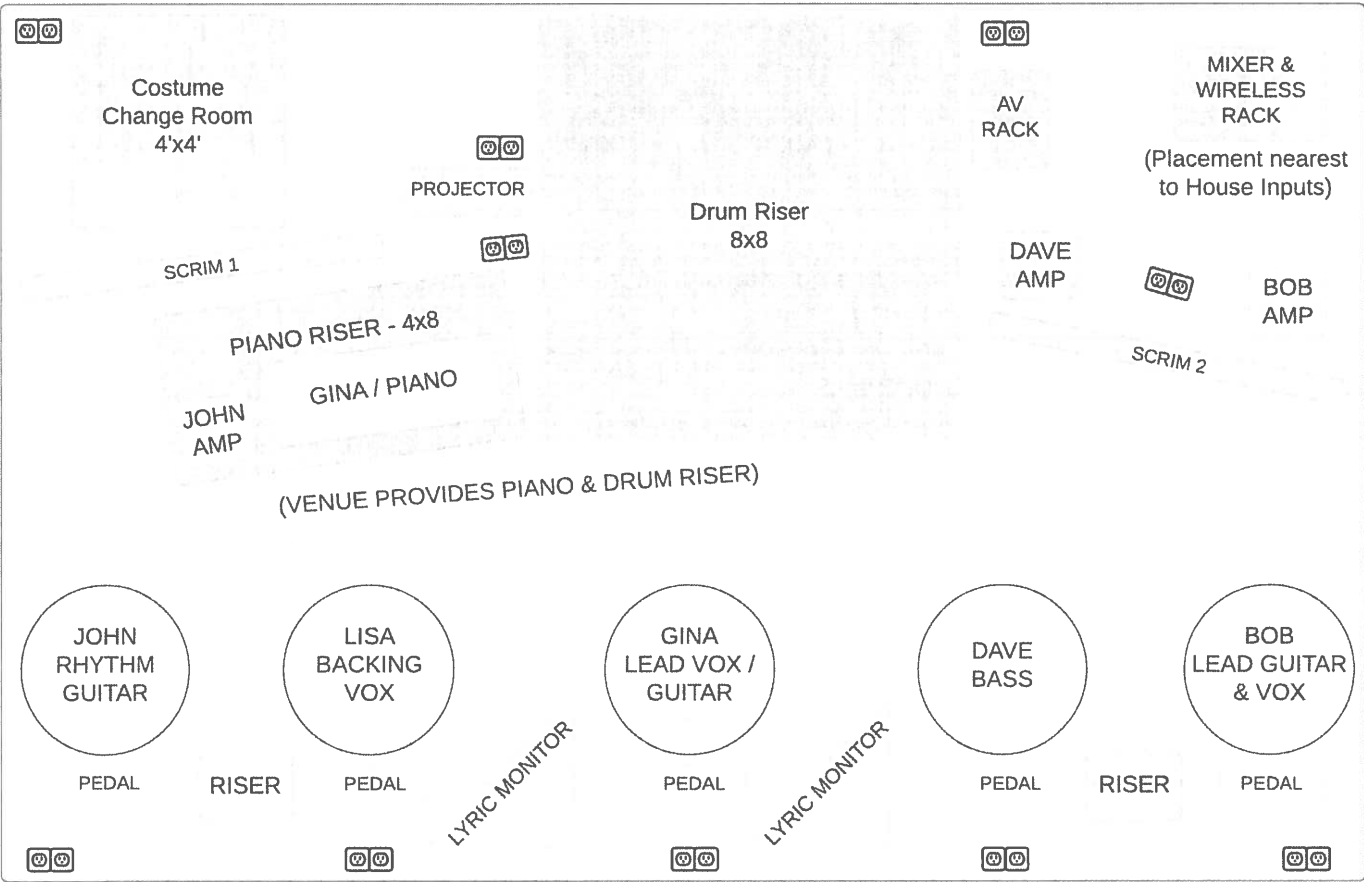 Costume
Change Room
4'x4'
PROJECTOR
Drum Riser
8x8
AV
RACK
MIXER &
WIRELESS
RACK
(Placement nearest
to House Inputs)
SCRIM 1
DAVE
AMP
BOB
AMP
SCRIM 2
PIANO RISER - 4x8
GINA / PIANO
JOHN
AMP
(VENUE PROVIDES PIANO & DRUM RISER)
JOHN
RHYTHM
GUITAR
LISA
BACKING
VOX
GINA
LEAD VOX /
GUITAR
DAVE
BASS
BOB
LEAD GUITAR
& VOX
PEDAL
RISER
PEDAL
LYRIC MONITOR
PEDAL
LYRIC MONITOR
PEDAL
RISER
PEDAL